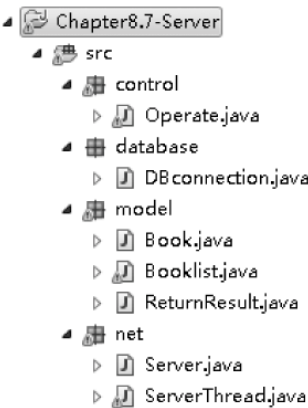 Chapter8.7-Server
src
control
Operate.java
database
DBconnection.java
model
Book.java
Booklist.java
ReturnResult.java
net
Server.java
ServerThread.java